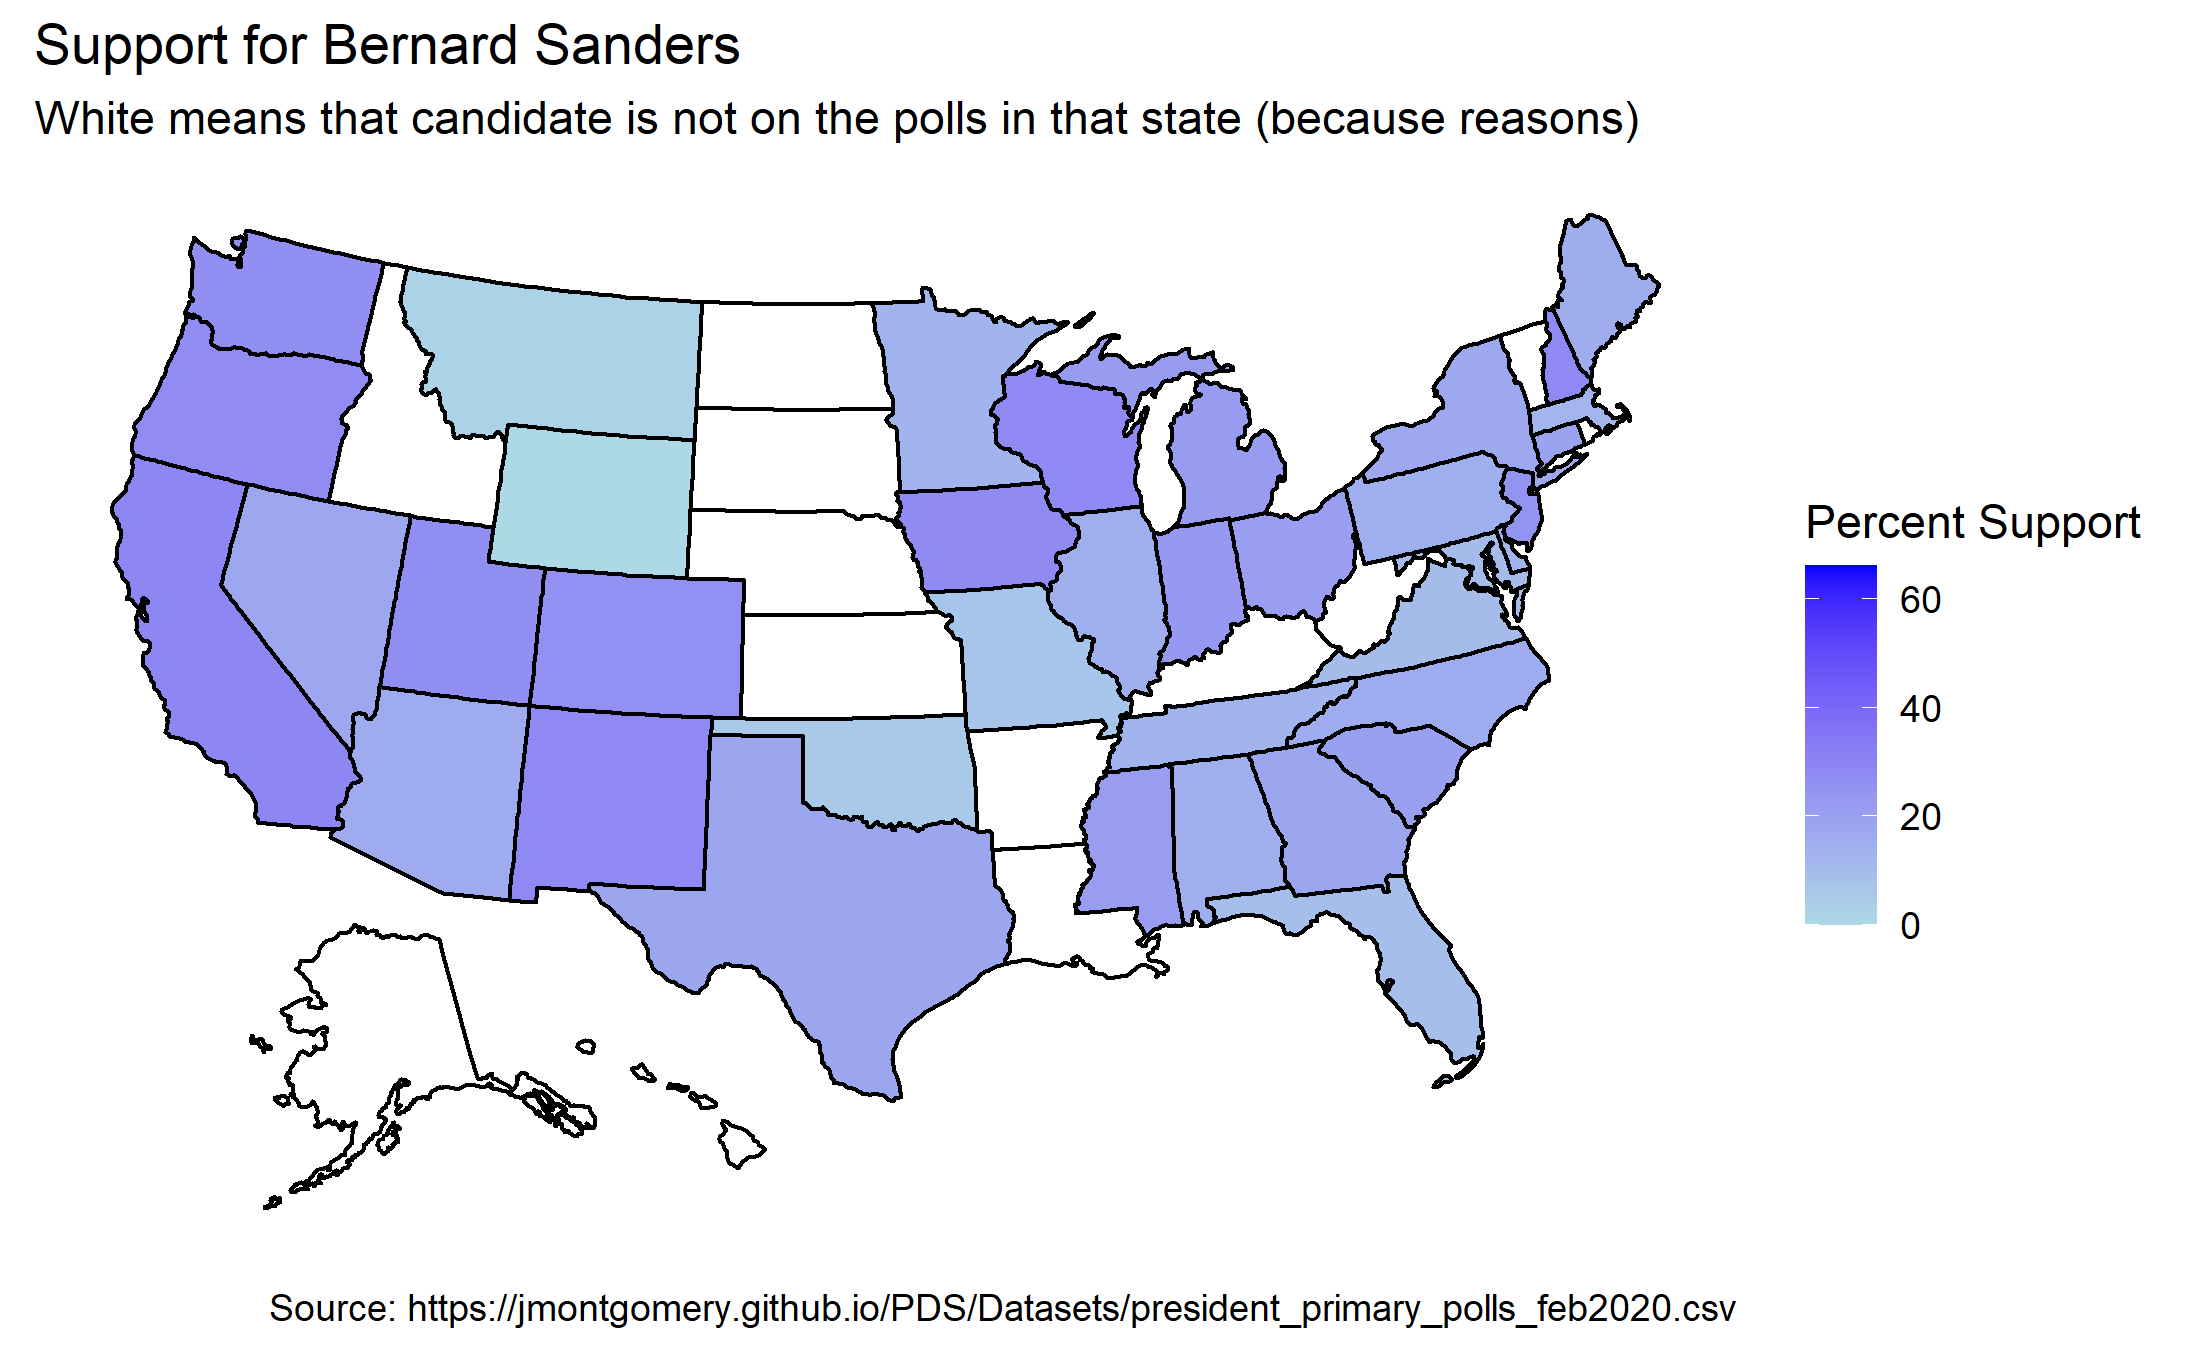 Support for Bernard Sanders
White means that candidate is not on the polls in that state (because reasons)
Percent Support
60
40
20
0
Source: https://jmontgomery.github.io/PDS/Datasets/president_primary_polls_feb2020.csv